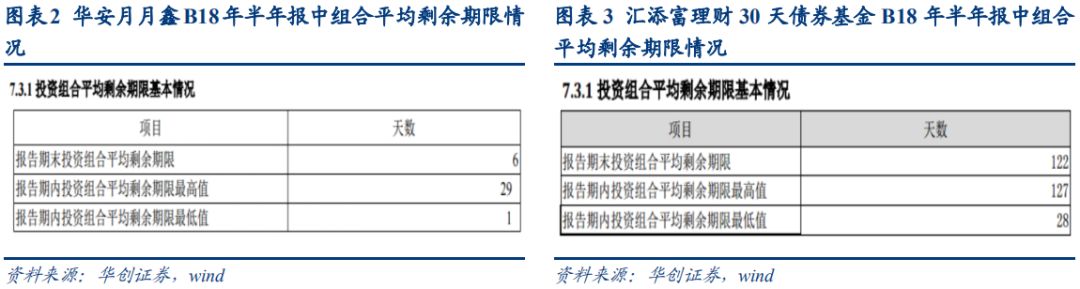 图表 2 华安月月鑫 B18 年半年报中组合平均剩余期限情
况
7.3.1 投资组合平均剩余期限基本情况
项目 天数
报告期末投资组合平均剩余期限 6
报告期内投资组合平均剩余期限最高值 29
报告期内投资组合平均剩余期限最低值 1
资料来源：华创证券，wind
图表 3 汇添富理财 30 天债券基金 B18 年半年报中组合
平均剩余期限情况
7.3.1 投资组合平均剩余期限基本情况
项目 天数
报告期末投资组合平均剩余期限 122
报告期内投资组合平均剩余期限最高值 127
报告期内投资组合平均剩余期限最低值 28
资料来源：华创证券，wind